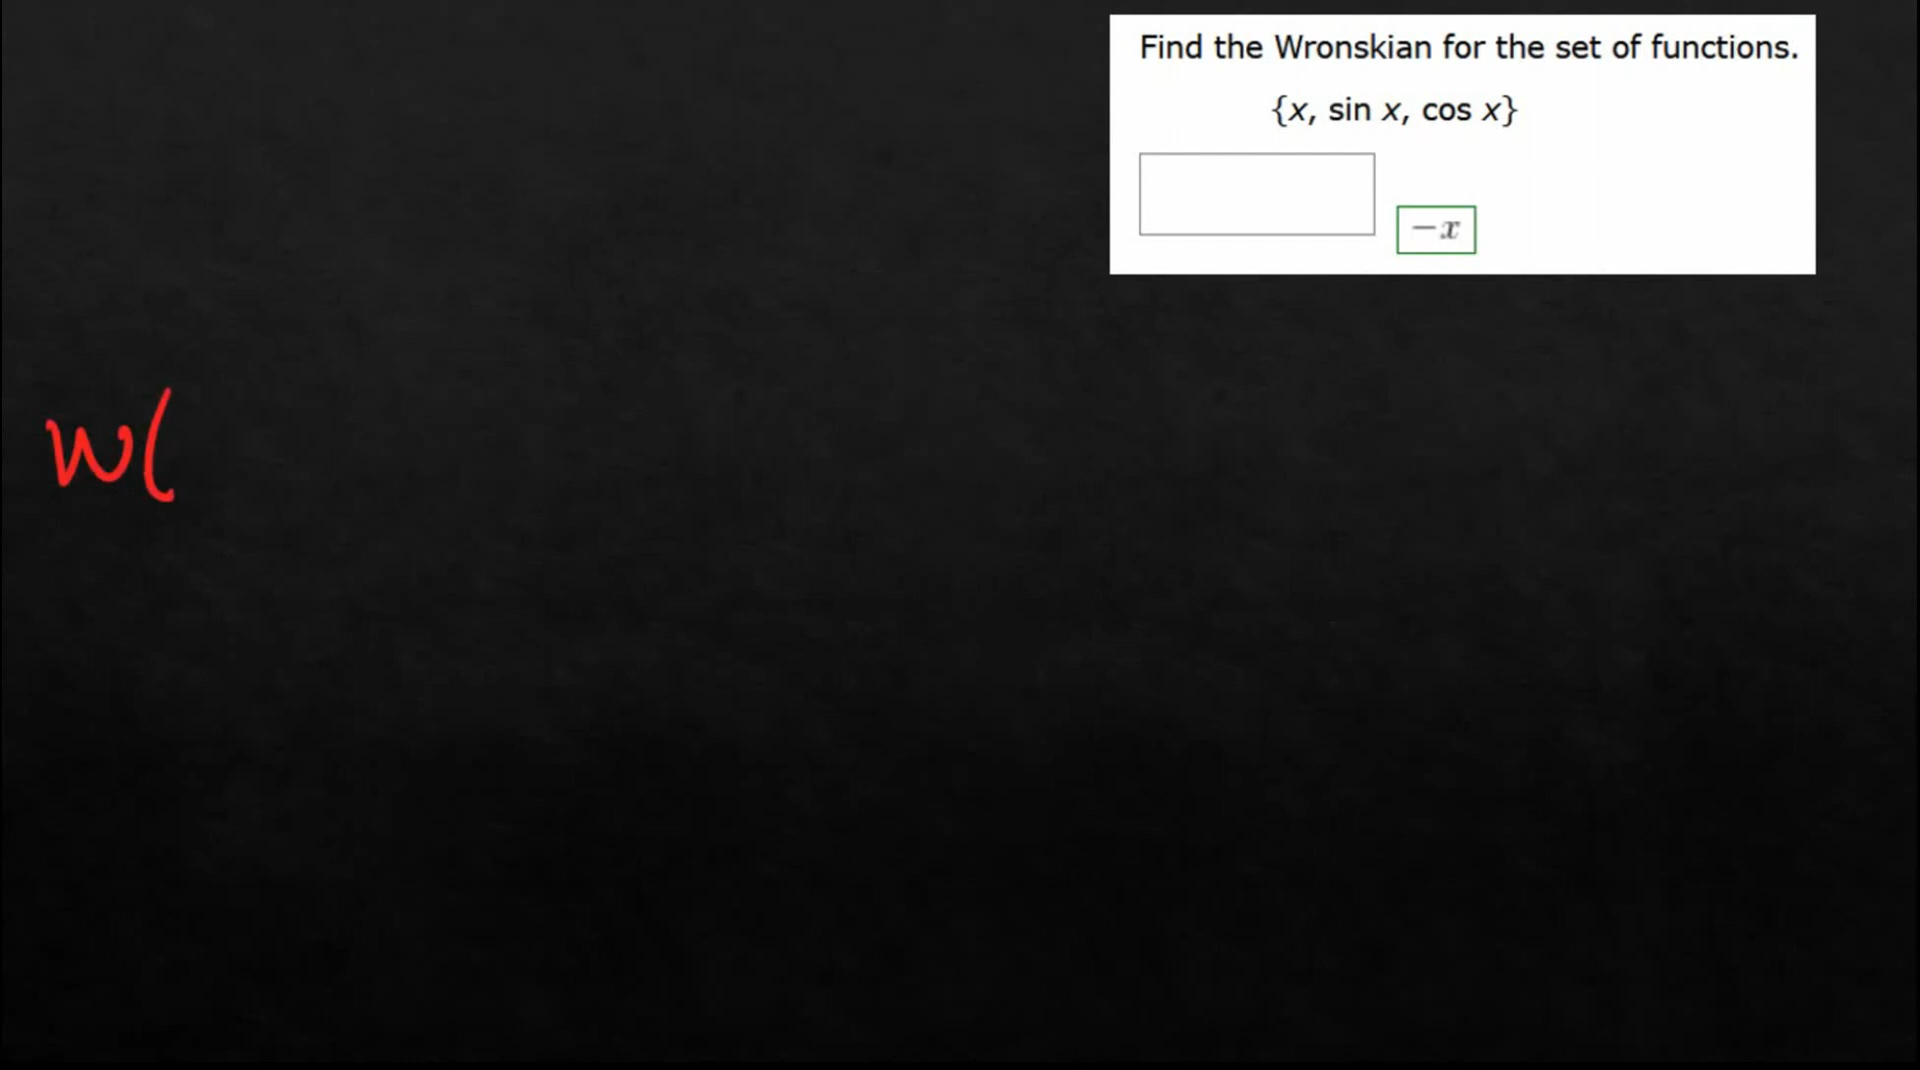 Find the Wronskian for the set of functions.
{x, sin x, cos x}
−x
W(